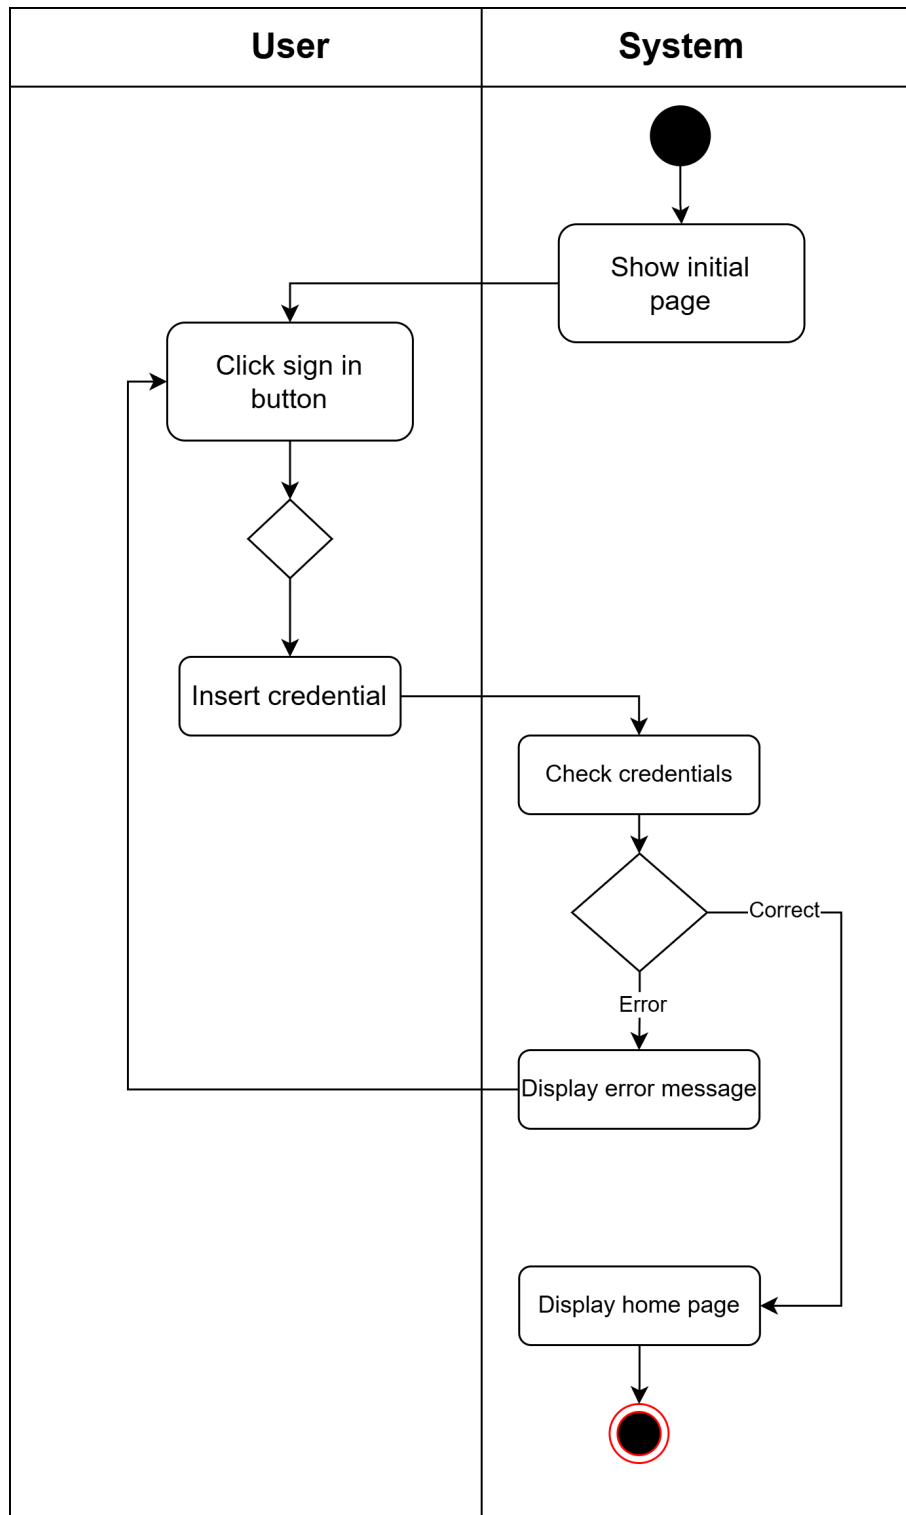 User
System
Show initial
page
Click sign in
button
Insert credential
Check credentials
Correct
Error
Display error message
Display home page